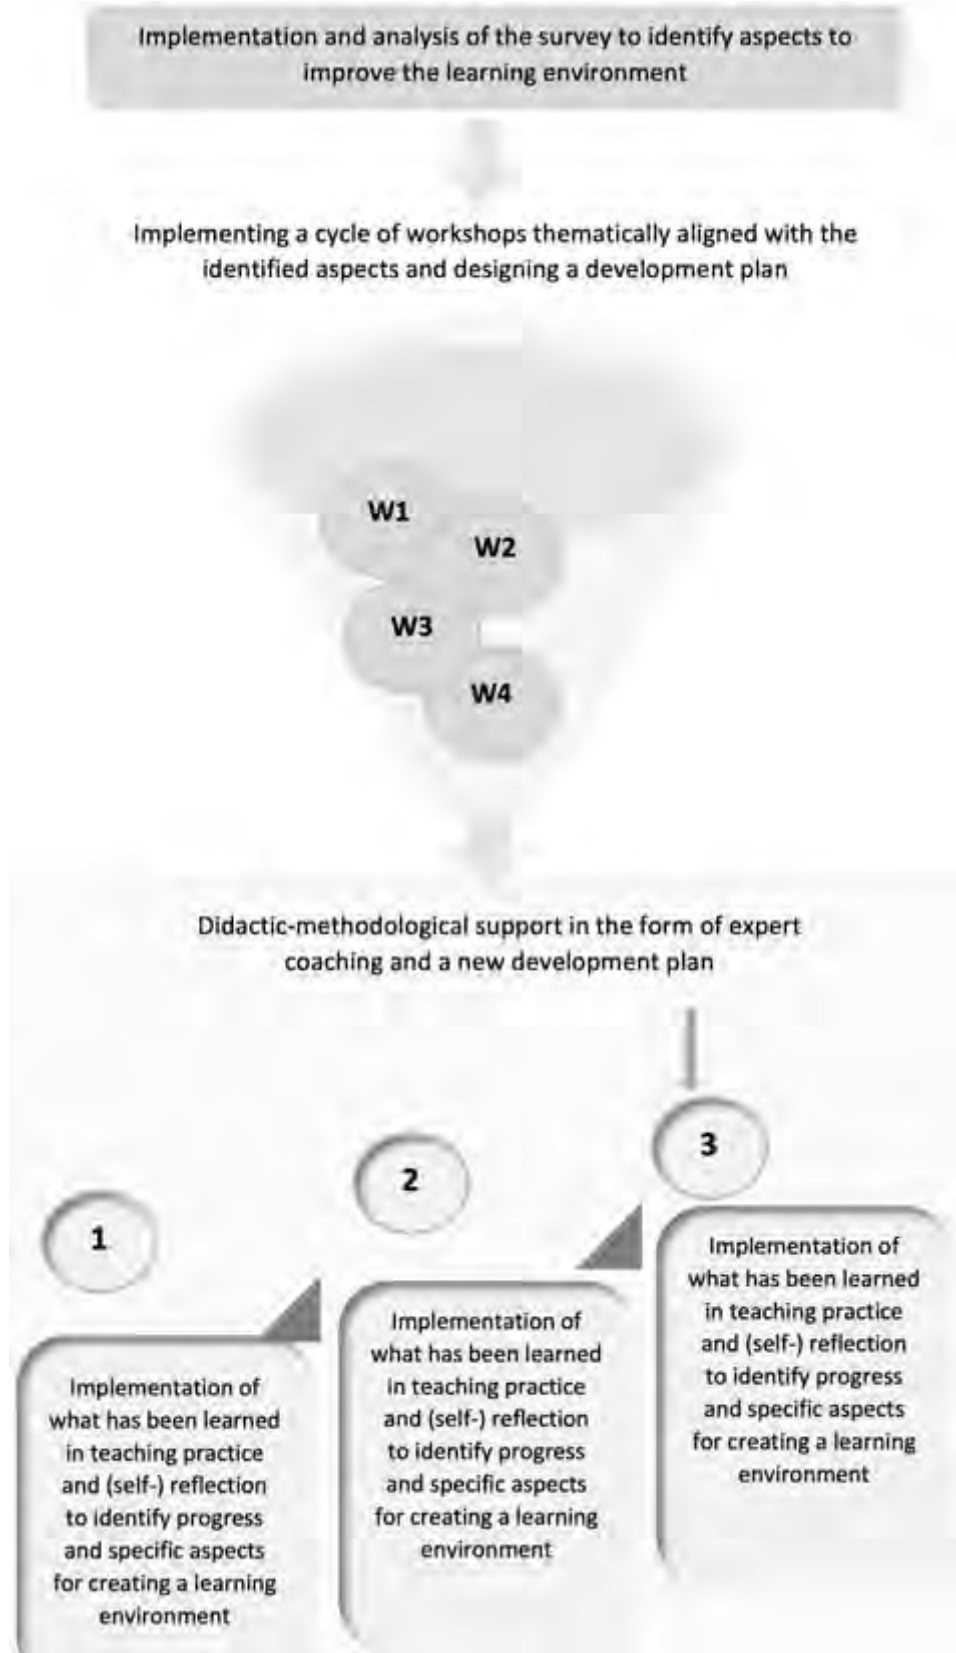 Implementation and analysis of the survey to identify aspects to
improve the learning environment
Implementing a cycle of workshops thematically aligned with the
identified aspects and designing a development plan
W1
W2
W3
W4
Didactic-methodological support in the form of expert
coaching and a new development plan
1
Implementation of
what has been learned
in teaching practice
and (self-) reflection
to identify progress
and specific aspects
for creating a learning
environment
2
Implementation of
what has been learned
in teaching practice
and (self-) reflection
to identify progress
and specific aspects
for creating a learning
environment
3
Implementation of
what has been learned
in teaching practice
and (self-) reflection
to identify progress
and specific aspects
for creating a learning
environment